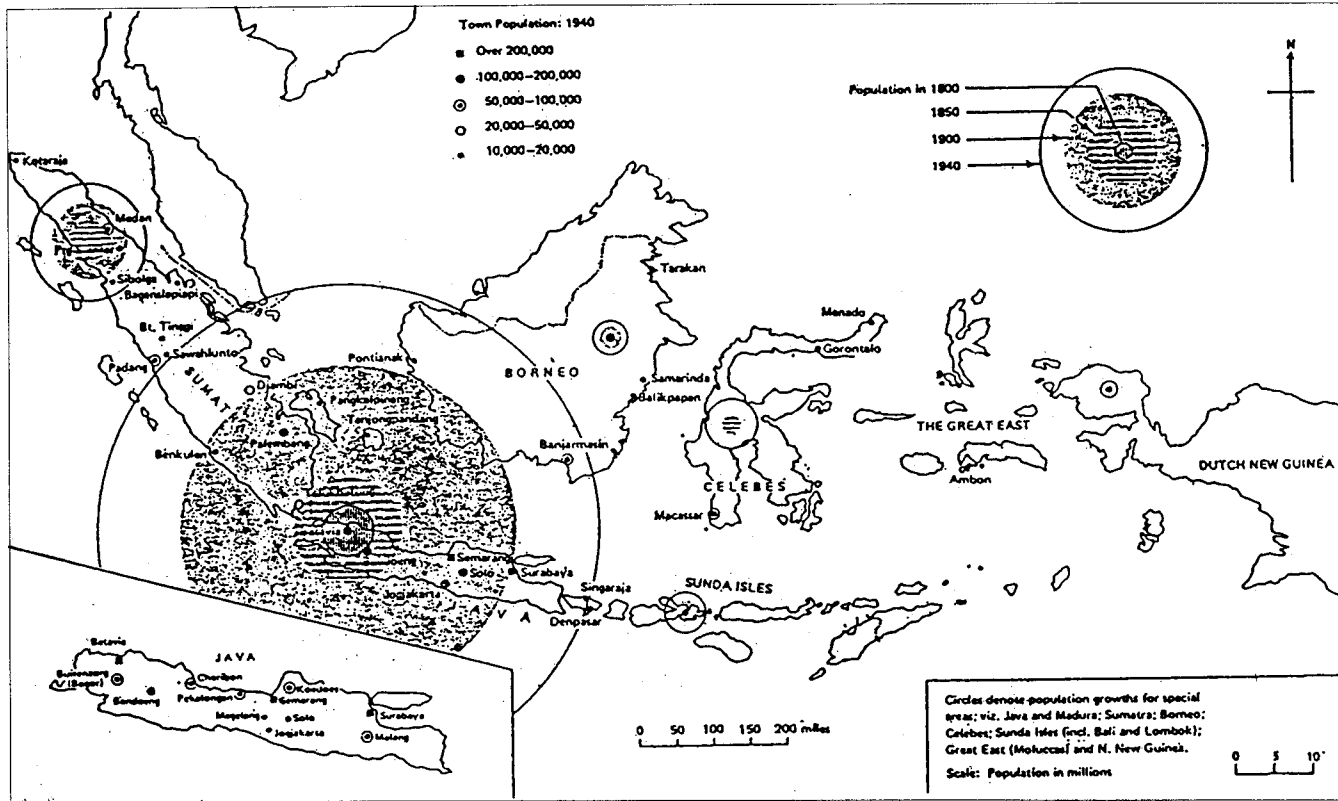 Town Population: 1940
Over 200,000
100,000–200,000
50,000–100,000
20,000–50,000
10,000–20,000
N
Population in 1800
1850
1900
1940
Kotaraja
Medan
Sibolga
Bagansiapiapi
Bt. Tinggi
Padang
Sawahlunto
SUMAT
Djambi
Pangkalpinang
Tanjongpandang
Palembang
Benkulen
Pontianak
BORNEO
Tarakan
Samarinda
Balikpapan
Banjarmasin
Menado
Gorontalo
CELEBES
Macassar
THE GREAT EAST
Ambon
DUTCH NEW GUINEA
Semarang
Solo
Surabaya
Jogjakarta
AVA
Singaraja
Denpasar
SUNDA ISLES
JAVA
Batavia
Buitenzorg
(Bogor)
Bandoeng
Cheribon
Pekalongan
Koedoes
Semarang
Magelang
Solo
Jogjakarta
Surabaya
Malang
0 50 100 200 miles
Circles denote population growths for special
areas; viz. Java and Madura; Sumatra; Borneo;
Celebes; Sunda Isles (incl. Bali and Lombok);
Great East (Moluccas) and N. New Guinea.
Scale: Population in millions
0 5 10